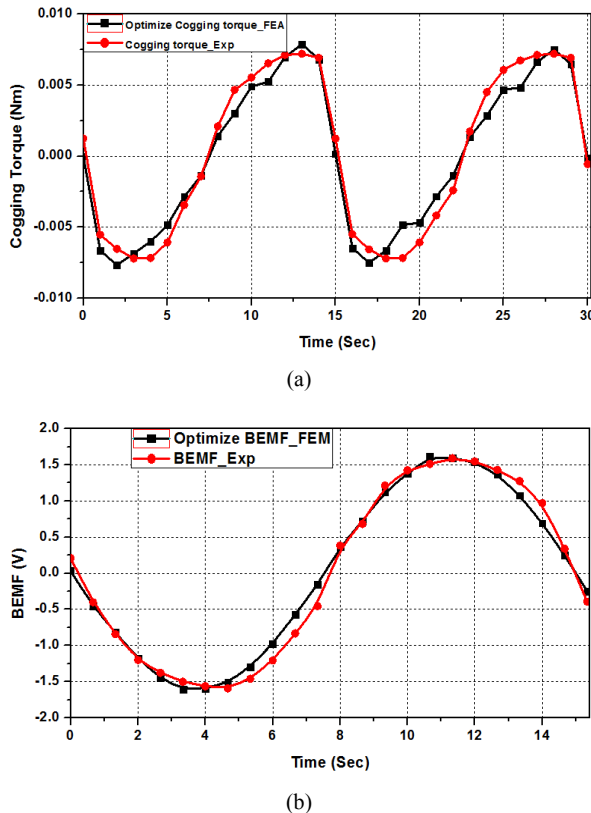 0.010
0.005
0.000
-0.005
-0.010
Cogging Torque (Nm)
Optimize Cogging torque_FEA
Cogging torque_Exp
0 5 10 15 20 25 30
Time (Sec)
(a)
2.0
1.5
1.0
0.5
0.0
-0.5
-1.0
-1.5
-2.0
BEMF (V)
Optimize BEMF_FEM
BEMF_Exp
0 2 4 6 8 10 12 14
Time (Sec)
(b)